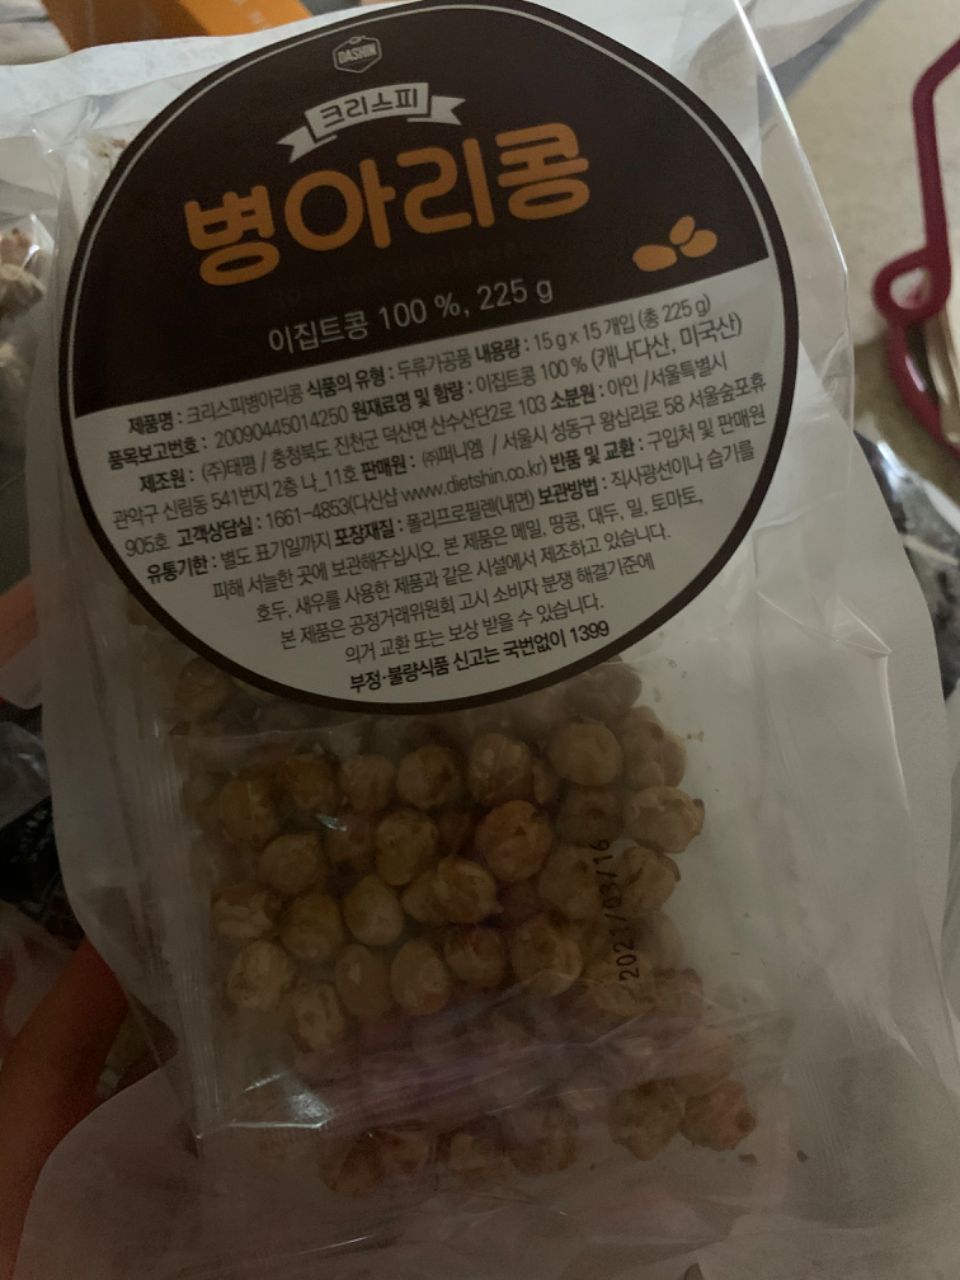 DASHIN
크리스피
병아리콩
이집트콩 100 %, 225 g
제품명 : 크리스피병아리콩 식품의 유형 : 두류가공품 내용량 : 15 g x 15 개입 (총 225 g)
품목보고번호 : 20090445014250 원재료명 및 함량 : 이집트콩 100 % (캐나다산, 미국산)
제조원 : (주)태평 / 충청북도 진천군 덕산면 산수산단2로 103 소분원 : 아인 /서울특별시
관악구 신림동 541번지 2층 나_11호 판매원 : ㈜퍼니엠 / 서울시 성동구 왕십리로 58 서울숲포휴
905호 고객상담실 : 1661-4853(다신샵 www.dietshin.co.kr) 반품 및 교환 : 구입처 및 판매원
유통기한 : 별도 표기일까지 포장재질 : 폴리프로필렌(내면) 보관방법 : 직사광선이나 습기를
피해 서늘한 곳에 보관해주십시오. 본 제품은 메밀, 땅콩, 대두, 밀, 토마토,
호두, 새우를 사용한 제품과 같은 시설에서 제조하고 있습니다.
본 제품은 공정거래위원회 고시 소비자 분쟁 해결기준에
의거 교환 또는 보상 받을 수 있습니다.
부정·불량식품 신고는 국번없이 1399
2021/03/16